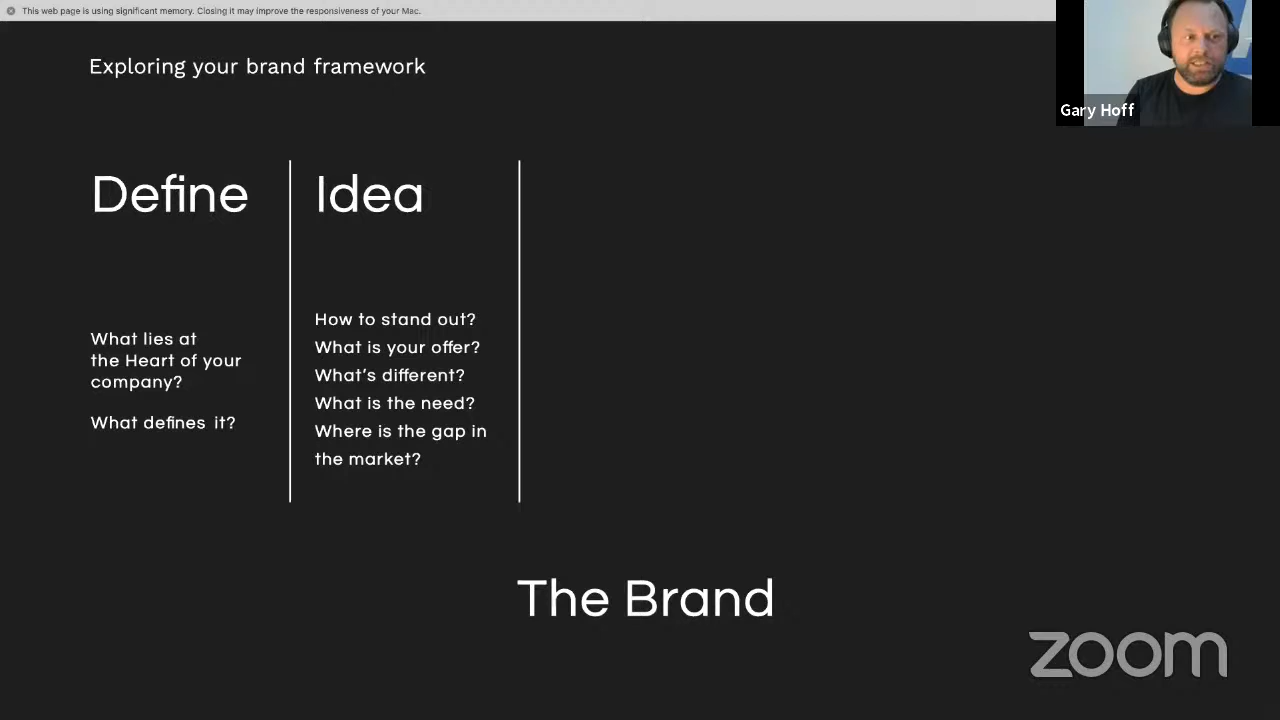 This web page is using significant memory. Closing it may improve the responsiveness of your Mac.
Exploring your brand framework
Gary Hoff
Define
Idea
What lies at
the Heart of your
company?
What defines it?
How to stand out?
What is your offer?
What's different?
What is the need?
Where is the gap in
the market?
The Brand
zoom